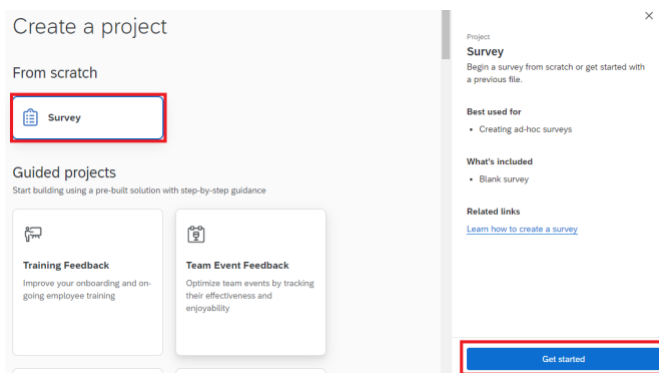 Create a project
From scratch
Survey
Guided projects
Start building using a pre-built solution with step-by-step guidance
Training Feedback
Improve your onboarding and on-
going employee training
Team Event Feedback
Optimize team events by tracking
their effectiveness and
enjoyability
Project
Survey
Begin a survey from scratch or get started with
a previous file.
Best used for
• Creating ad-hoc surveys
What's included
• Blank survey
Related links
Learn how to create a survey
Get started